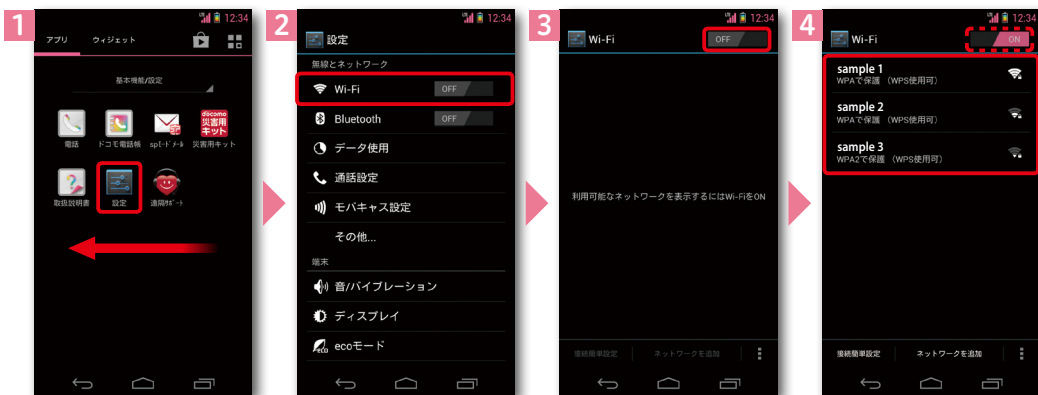 1
LTE 12:34
アプリ
ウィジェット
基本機能/設定
電話
ドコモ電話帳
spモードメール
docomo
災害用
キット
災害用キット
取扱説明書
設定
遠隔サポート
2
LTE 12:34
設定
無線とネットワーク
Wi-Fi OFF
Bluetooth OFF
データ使用
通話設定
モバキャス設定
その他...
端末
音/バイブレーション
ディスプレイ
eco
ecoモード
3
LTE 12:34
Wi-Fi OFF
利用可能なネットワークを表示するにはWi-FiをON
接続簡単設定 ネットワークを追加
4
LTE 12:34
Wi-Fi ON
sample 1
WPAで保護 （WPS使用可）
sample 2
WPAで保護 （WPS使用可）
sample 3
WPA2で保護 （WPS使用可）
接続簡単設定 ネットワークを追加